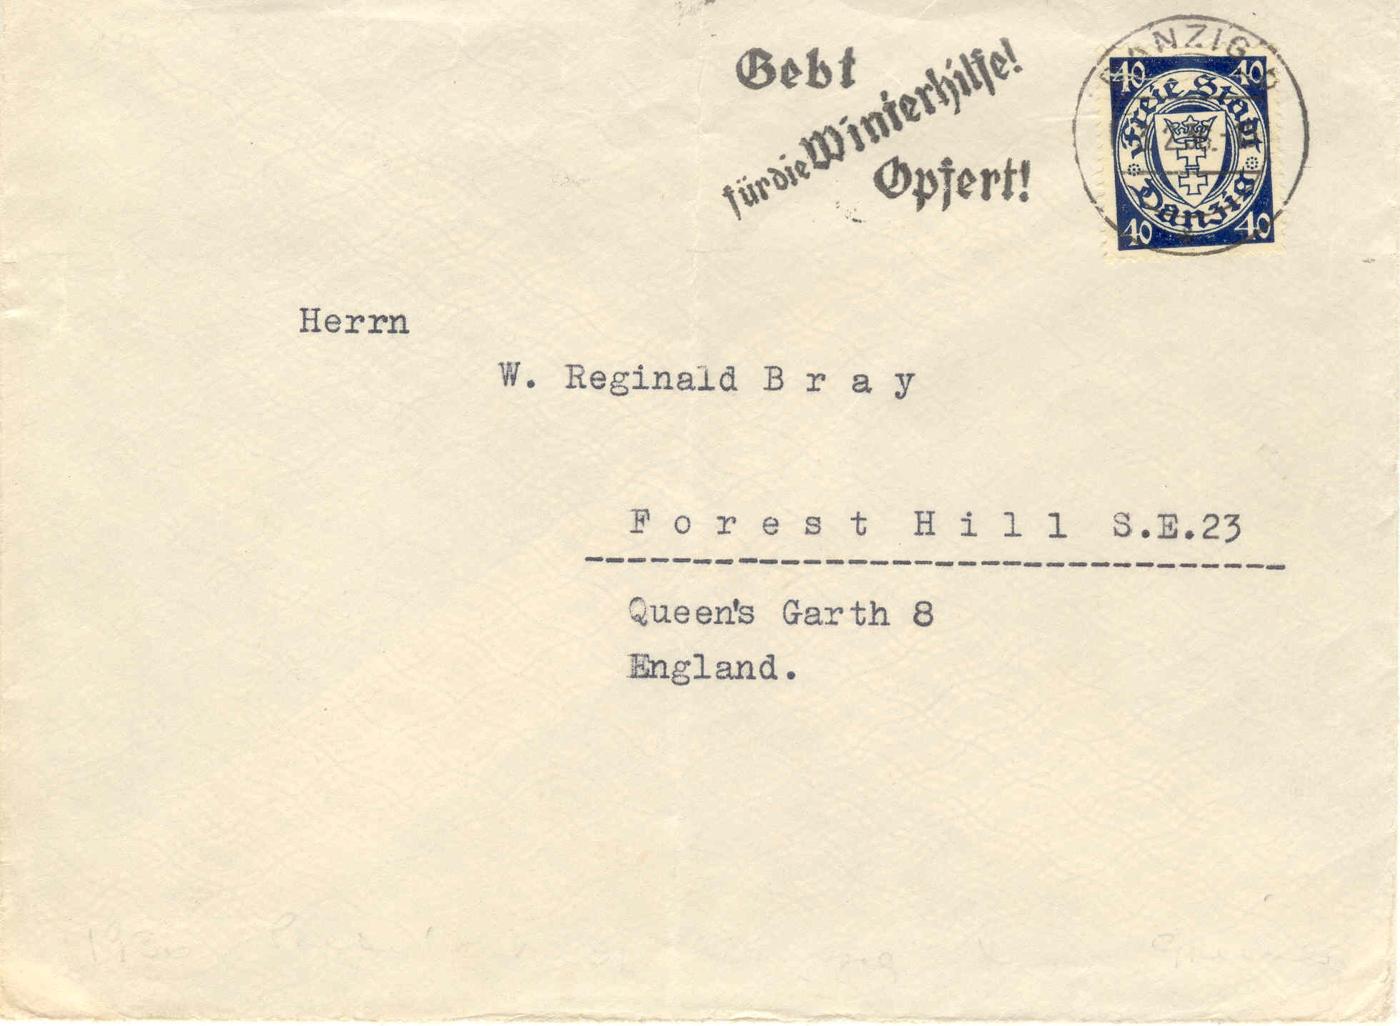 Gebt
für die Winterhilfe!
Opfert!
DANZIG
40 40
Freie Stadt
Danzig
40 40
Herrn
W. Reginald B r a y
F o r e s t  H i l l  S.E.23
Queen's Garth 8
England.